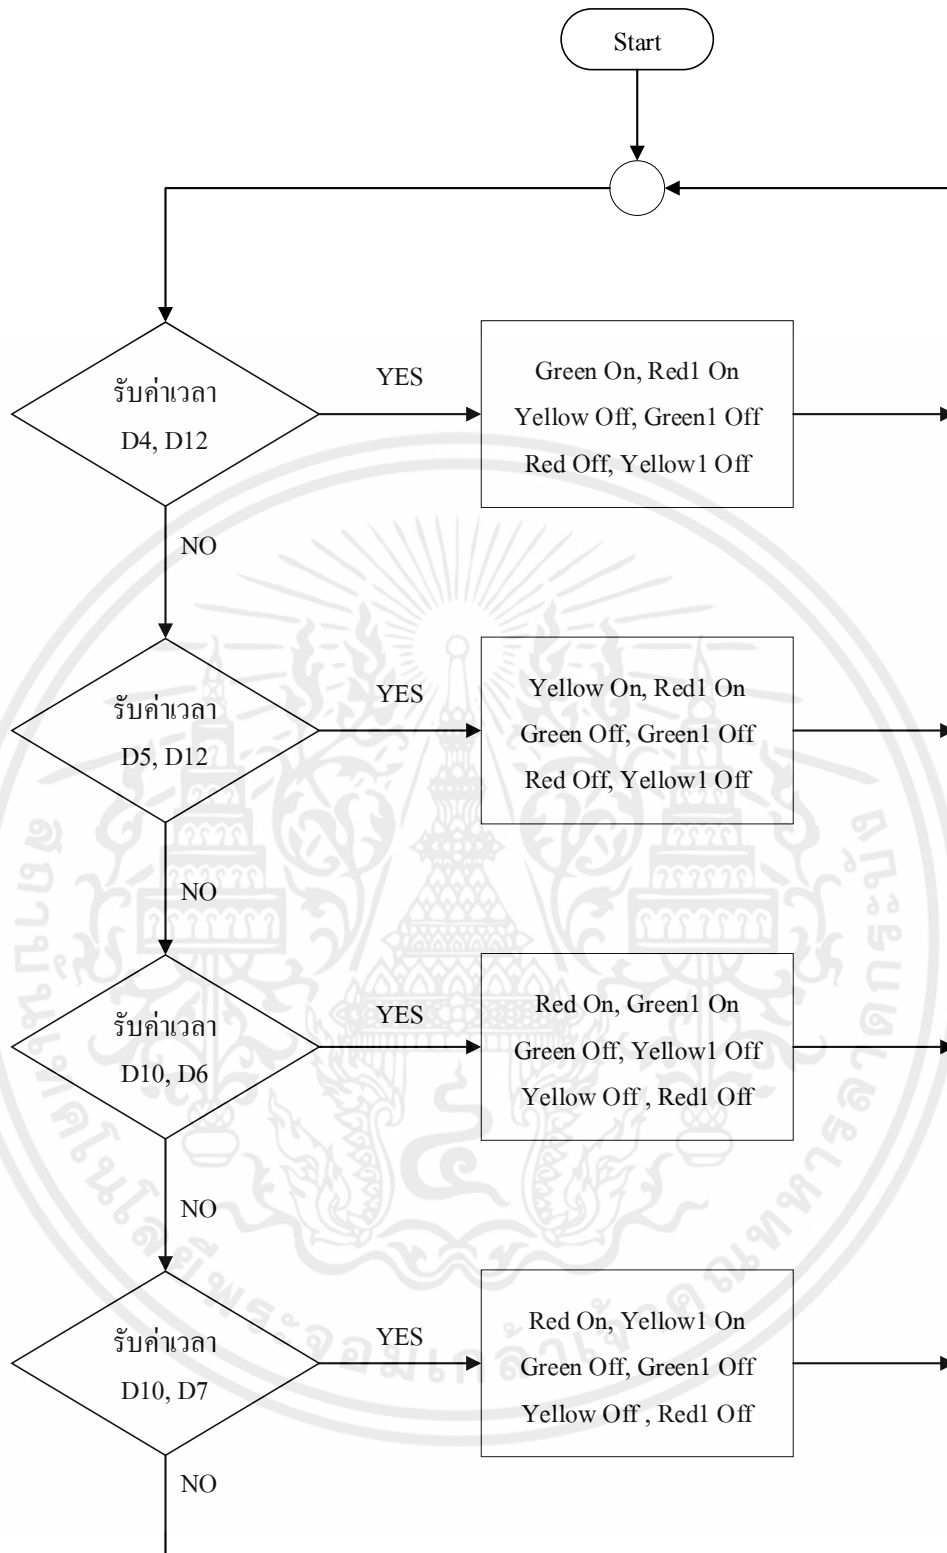 Start
รับค่าเวลา
D4, D12
YES
Green On, Red1 On
Yellow Off, Green1 Off
Red Off, Yellow1 Off
NO
รับค่าเวลา
D5, D12
YES
Yellow On, Red1 On
Green Off, Green1 Off
Red Off, Yellow1 Off
NO
รับค่าเวลา
D10, D6
YES
Red On, Green1 On
Green Off, Yellow1 Off
Yellow Off , Red1 Off
NO
รับค่าเวลา
D10, D7
YES
Red On, Yellow1 On
Green Off, Green1 Off
Yellow Off , Red1 Off
NO